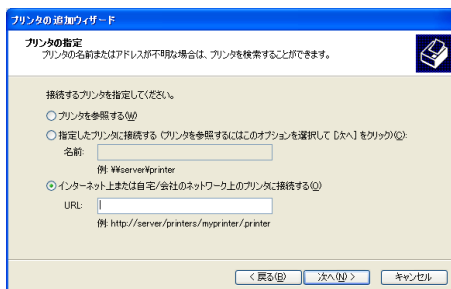 プリンタの追加ウィザード
プリンタの指定
プリンタの名前またはアドレスが不明な場合は、プリンタを検索することができます。
接続するプリンタを指定してください。
プリンタを参照する(W)
指定したプリンタに接続する (プリンタを参照するにはこのオプションを選択して [次へ] をクリック)(C):
名前:
例: ¥¥server¥printer
インターネット上または自宅/会社のネットワーク上のプリンタに接続する(O)
URL:
例: http://server/printers/myprinter/printer
< 戻る(B) 次へ(N) > キャンセル